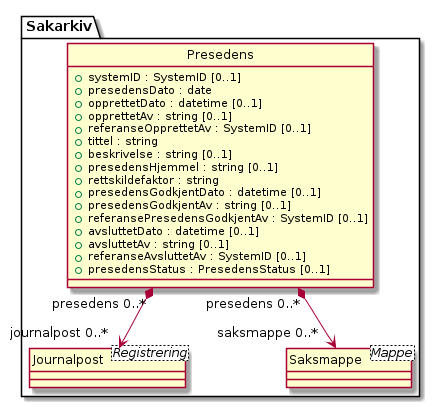 Sakarkiv
Presedens
systemID : SystemID [0..1]
presedensDato : date
opprettetDato : datetime [0..1]
opprettetAv : string [0..1]
referanseOpprettetAv : SystemID [0..1]
tittel : string
beskrivelse : string [0..1]
presedensHjemmel : string [0..1]
rettskildefaktor : string
presedensGodkjentDato : datetime [0..1]
presedensGodkjentAv : string [0..1]
referansePresedensGodkjentAv : SystemID [0..1]
avsluttetDato : datetime [0..1]
avsluttetAv : string [0..1]
referanseAvsluttetAv : SystemID [0..1]
presedensStatus : PresedensStatus [0..1]
presedens 0..* presedens 0..*
journalpost 0..* saksmappe 0..*
Registrering Mappe
Journalpost Saksmappe